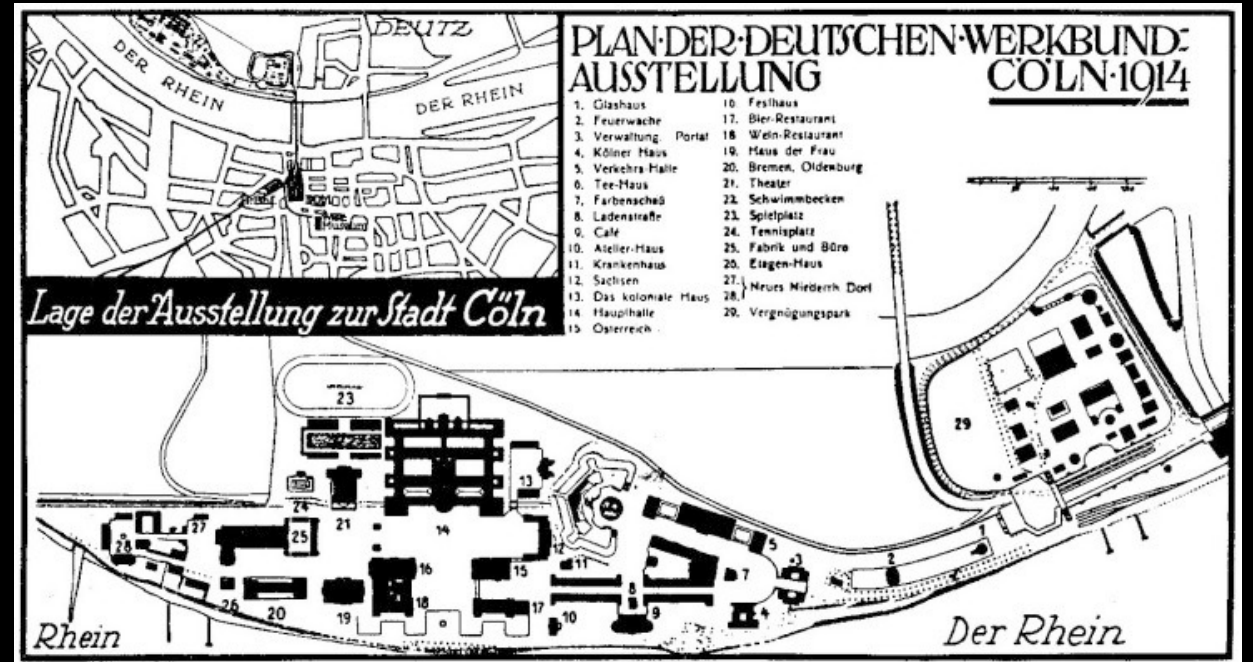 DEUTZ
DER RHEIN
DER RHEIN
Museum
Lage der Ausstellung zur Stadt Cöln
PLAN·DER·DEUTSCHEN·WERKBUND=
AUSSTELLUNG CÖLN·1914
1. Glashaus
2. Feuerwache
3. Verwaltung, Portal
4. Kölner Haus
5. Verkehrs-Halle
6. Tee-Haus
7. Farbenschau
8. Ladenstraße
9. Café
10. Atelier-Haus
11. Krankenhaus
12. Sachsen
13. Das koloniale Haus
14. Haupthalle
15. Österreich
16. Festhaus
17. Bier-Restaurant
18. Wein-Restaurant
19. Haus der Frau
20. Bremen, Oldenburg
21. Theater
22. Schwimmbecken
23. Spielplatz
24. Tennisplatz
25. Fabrik und Büro
26. Etagen-Haus
27. } Neues Niederrh Dorf
28.
29. Vergnügungspark
23
29
13
24
21
14
27
28
25
12
5
1
16
15
11
3
2
7
26
20
19
18
17
10
8
9
4
Rhein
Der Rhein